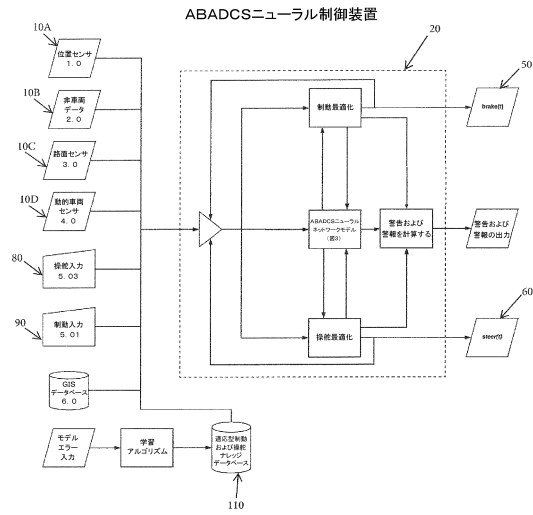 ABADCSニューラル制御装置
10A
位置センサ
1.0
10B
非車両
データ
2.0
10C
路面センサ
3.0
10D
動的車両
センサ
4.0
80
操舵入力
5.03
90
制動入力
5.01
GIS
データベース
6.0
モデル
エラー
入力
学習
アルゴリズム
適応型制動
および操舵
ナレッジ
データベース
110
20
制動最適化
ABADCSニューラル
ネットワークモデル
(図3)
警告および
警報を計算する
操舵最適化
50
brake(t)
警告および
警報の出力
60
steer(t)